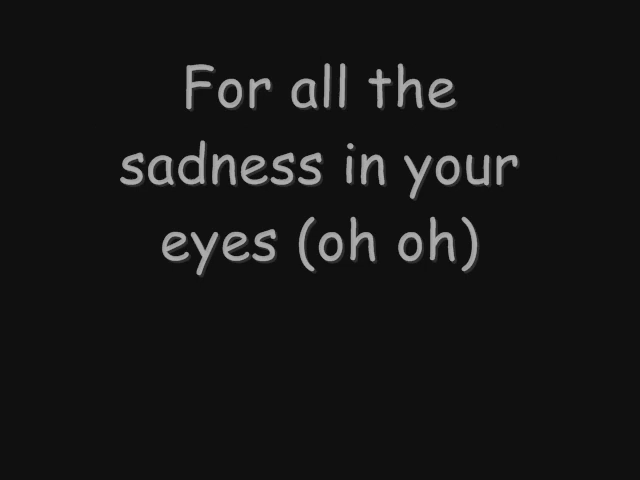 For all the
sadness in your
eyes (oh oh)